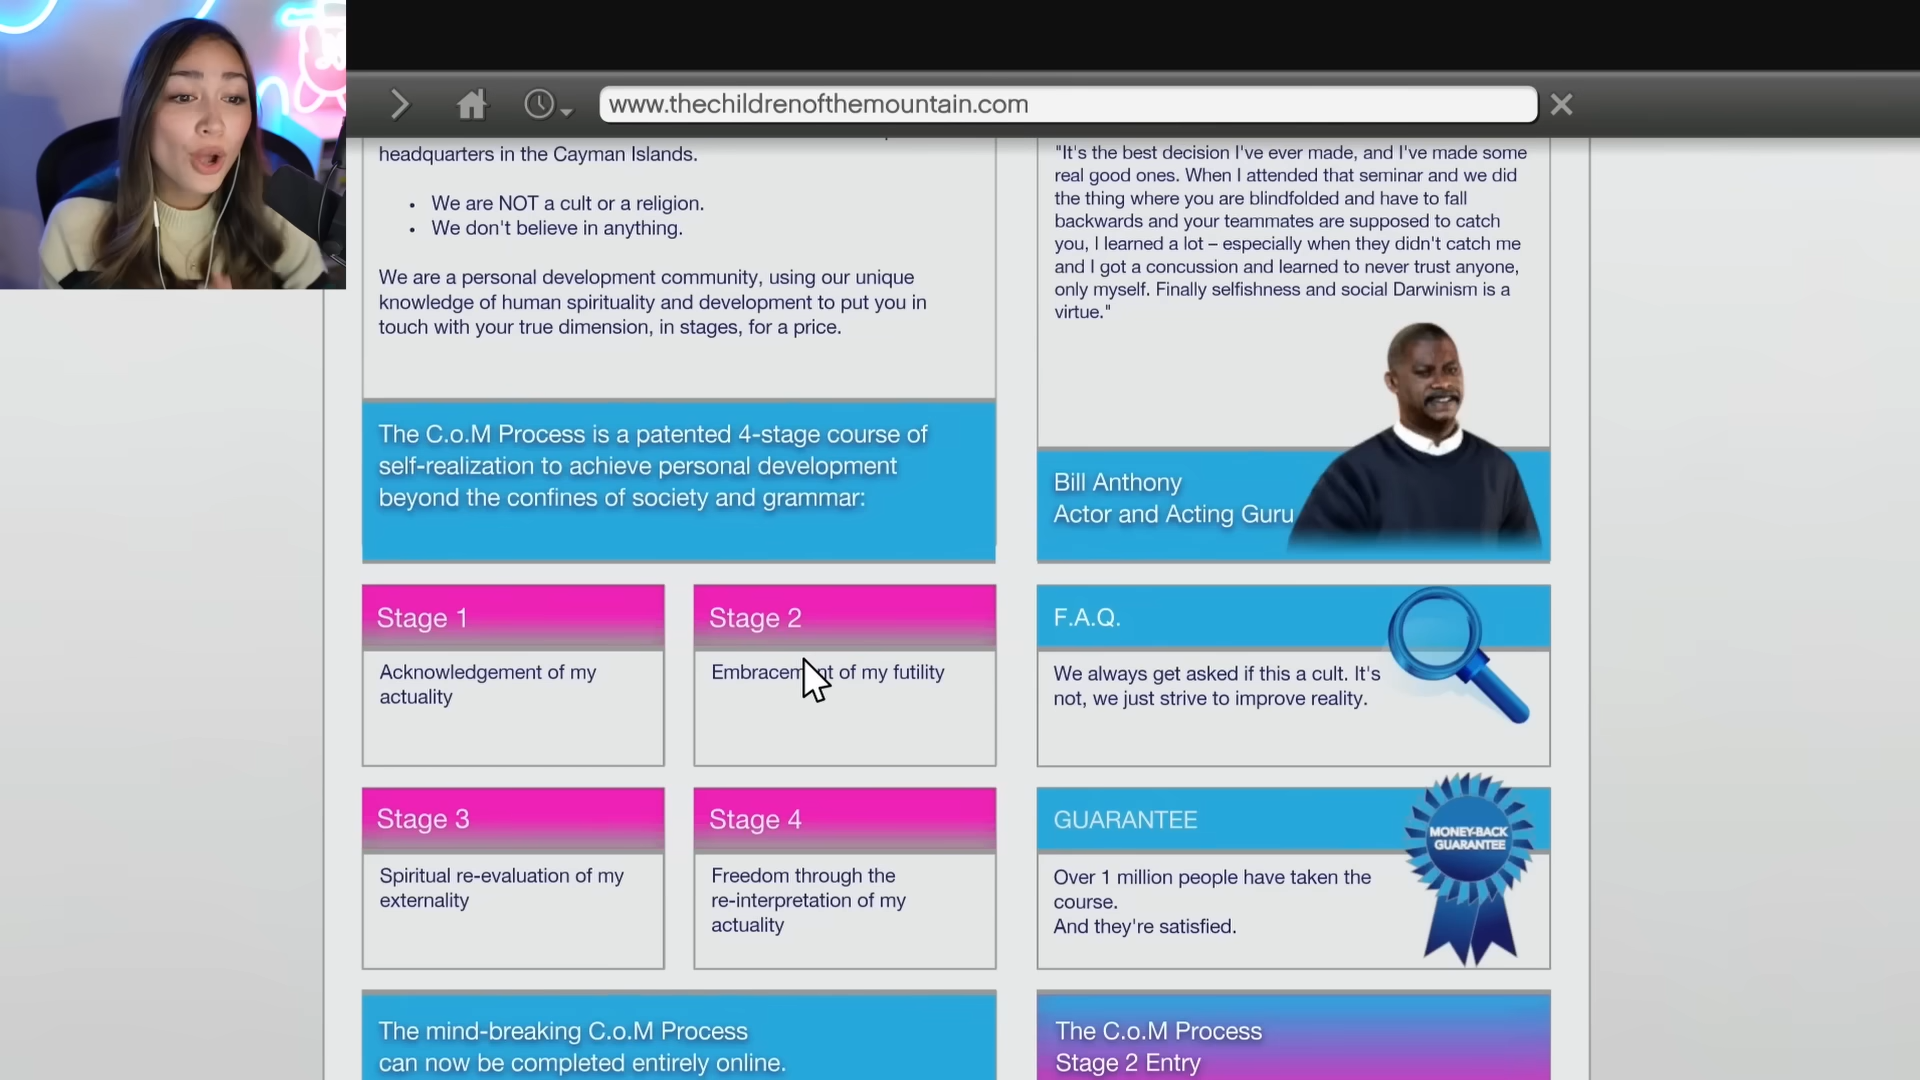 www.thechildrenofthemountain.com
headquarters in the Cayman Islands.
• We are NOT a cult or a religion.
• We don't believe in anything.
We are a personal development community, using our unique
knowledge of human spirituality and development to put you in
touch with your true dimension, in stages, for a price.
The C.o.M Process is a patented 4-stage course of
self-realization to achieve personal development
beyond the confines of society and grammar:
"It's the best decision I've ever made, and I've made some
real good ones. When I attended that seminar and we did
the thing where you are blindfolded and have to fall
backwards and your teammates are supposed to catch
you, I learned a lot – especially when they didn't catch me
and I got a concussion and learned to never trust anyone,
only myself. Finally selfishness and social Darwinism is a
virtue."
Bill Anthony
Actor and Acting Guru
Stage 1
Acknowledgement of my
actuality
Stage 2
Embracement of my futility
F.A.Q.
We always get asked if this a cult. It's
not, we just strive to improve reality.
Stage 3
Spiritual re-evaluation of my
externality
Stage 4
Freedom through the
re-interpretation of my
actuality
GUARANTEE
MONEY-BACK
GUARANTEE
Over 1 million people have taken the
course.
And they're satisfied.
The mind-breaking C.o.M Process
can now be completed entirely online.
The C.o.M Process
Stage 2 Entry